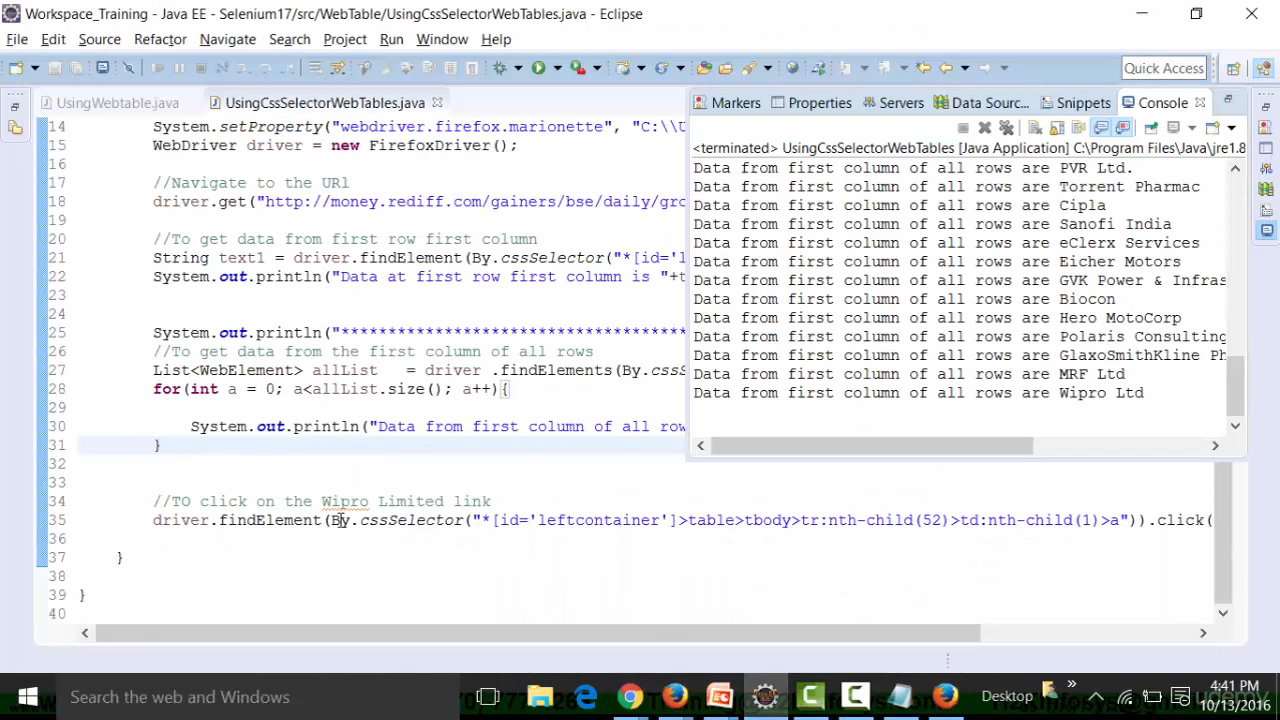 Workspace_Training - Java EE - Selenium17/src/WebTable/UsingCssSelectorWebTables.java - Eclipse
File Edit Source Refactor Navigate Search Project Run Window Help
Quick Access
UsingWebtable.java UsingCssSelectorWebTables.java
Markers Properties Servers Data Sourc... Snippets Console
<terminated> UsingCssSelectorWebTables [Java Application] C:\Program Files\Java\jre1.8
14 System.setProperty("webdriver.firefox.marionette", "C:\\U
15 WebDriver driver = new FirefoxDriver();
16
17 //Navigate to the URl
18 driver.get("http://money.rediff.com/gainers/bse/daily/gro
19
20 //To get data from first row first column
21 String text1 = driver.findElement(By.cssSelector("*[id='l
22 System.out.println("Data at first row first column is "+t
23
24
25 System.out.println("*************************************
26 //To get data from the first column of all rows
27 List<WebElement> allList = driver .findElements(By.cssS
28 for(int a = 0; a<allList.size(); a++){
29
30 System.out.println("Data from first column of all row
31 }
32
33
34 //TO click on the Wipro Limited link
35 driver.findElement(By.cssSelector("*[id='leftcontainer']>table>tbody>tr:nth-child(52)>td:nth-child(1)>a")).click(
36
37 }
38
39 }
40
Data from first column of all rows are PVR Ltd.
Data from first column of all rows are Torrent Pharmac
Data from first column of all rows are Cipla
Data from first column of all rows are Sanofi India
Data from first column of all rows are eClerx Services
Data from first column of all rows are Eicher Motors
Data from first column of all rows are GVK Power & Infras
Data from first column of all rows are Biocon
Data from first column of all rows are Hero MotoCorp
Data from first column of all rows are Polaris Consulting
Data from first column of all rows are GlaxoSmithKline Ph
Data from first column of all rows are MRF Ltd
Data from first column of all rows are Wipro Ltd
Search the web and Windows
Desktop
4:41 PM
10/13/2016